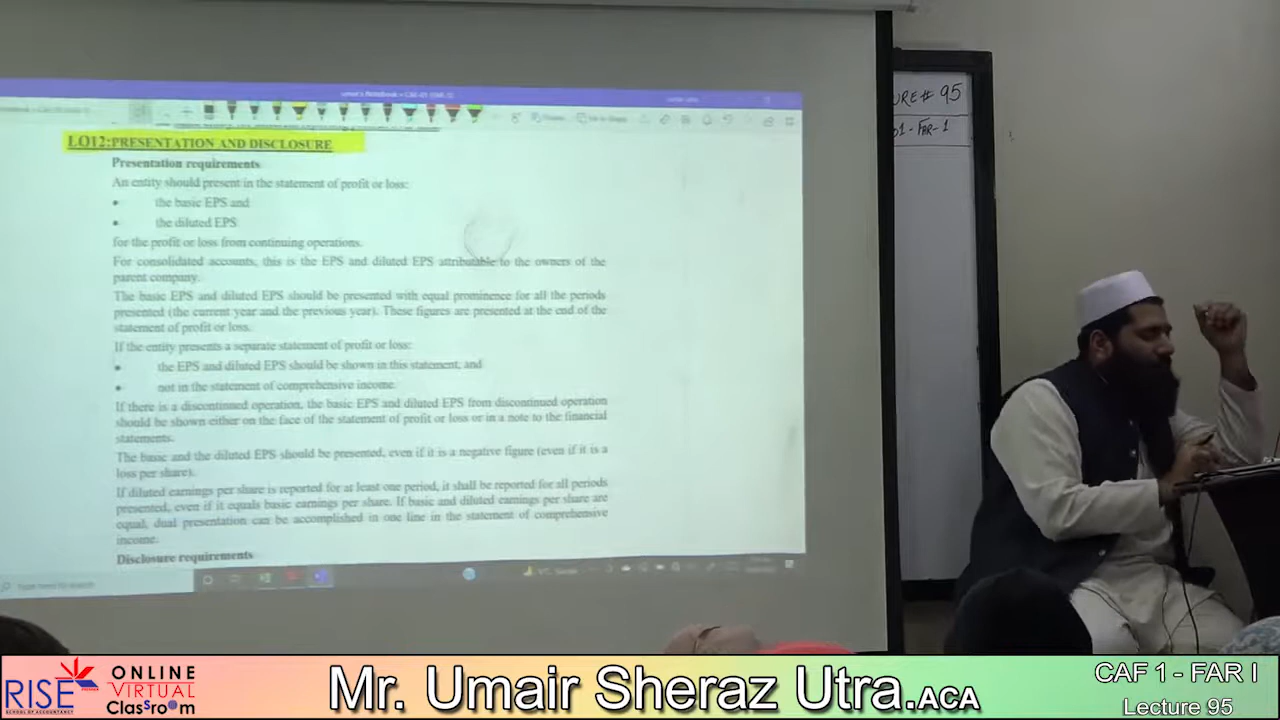 umair's Notebook » CAF-01 (FAR-1)
LO12:PRESENTATION AND DISCLOSURE
Presentation requirements
An entity should present in the statement of profit or loss:
• the basic EPS and
• the diluted EPS
for the profit or loss from continuing operations.
For consolidated accounts, this is the EPS and diluted EPS attributable to the owners of the
parent company.
The basic EPS and diluted EPS should be presented with equal prominence for all the periods
presented (the current year and the previous year). These figures are presented at the end of the
statement of profit or loss.
If the entity presents a separate statement of profit or loss:
• the EPS and diluted EPS should be shown in this statement; and
• not in the statement of comprehensive income.
If there is a discontinued operation, the basic EPS and diluted EPS from discontinued operation
should be shown either on the face of the statement of profit or loss or in a note to the financial
statements.
The basic and the diluted EPS should be presented, even if it is a negative figure (even if it is a
loss per share).
If diluted earnings per share is reported for at least one period, it shall be reported for all periods
presented, even if it equals basic earnings per share. If basic and diluted earnings per share are
equal, dual presentation can be accomplished in one line in the statement of comprehensive
income.
Disclosure requirements
URE# 95
01 - FAR-1
RISE
SCHOOL OF ACCOUNTANCY
ONLINE
VIRTUAL
Classroom
Mr. Umair Sheraz Utra.ACA
CAF 1 - FAR I
Lecture 95